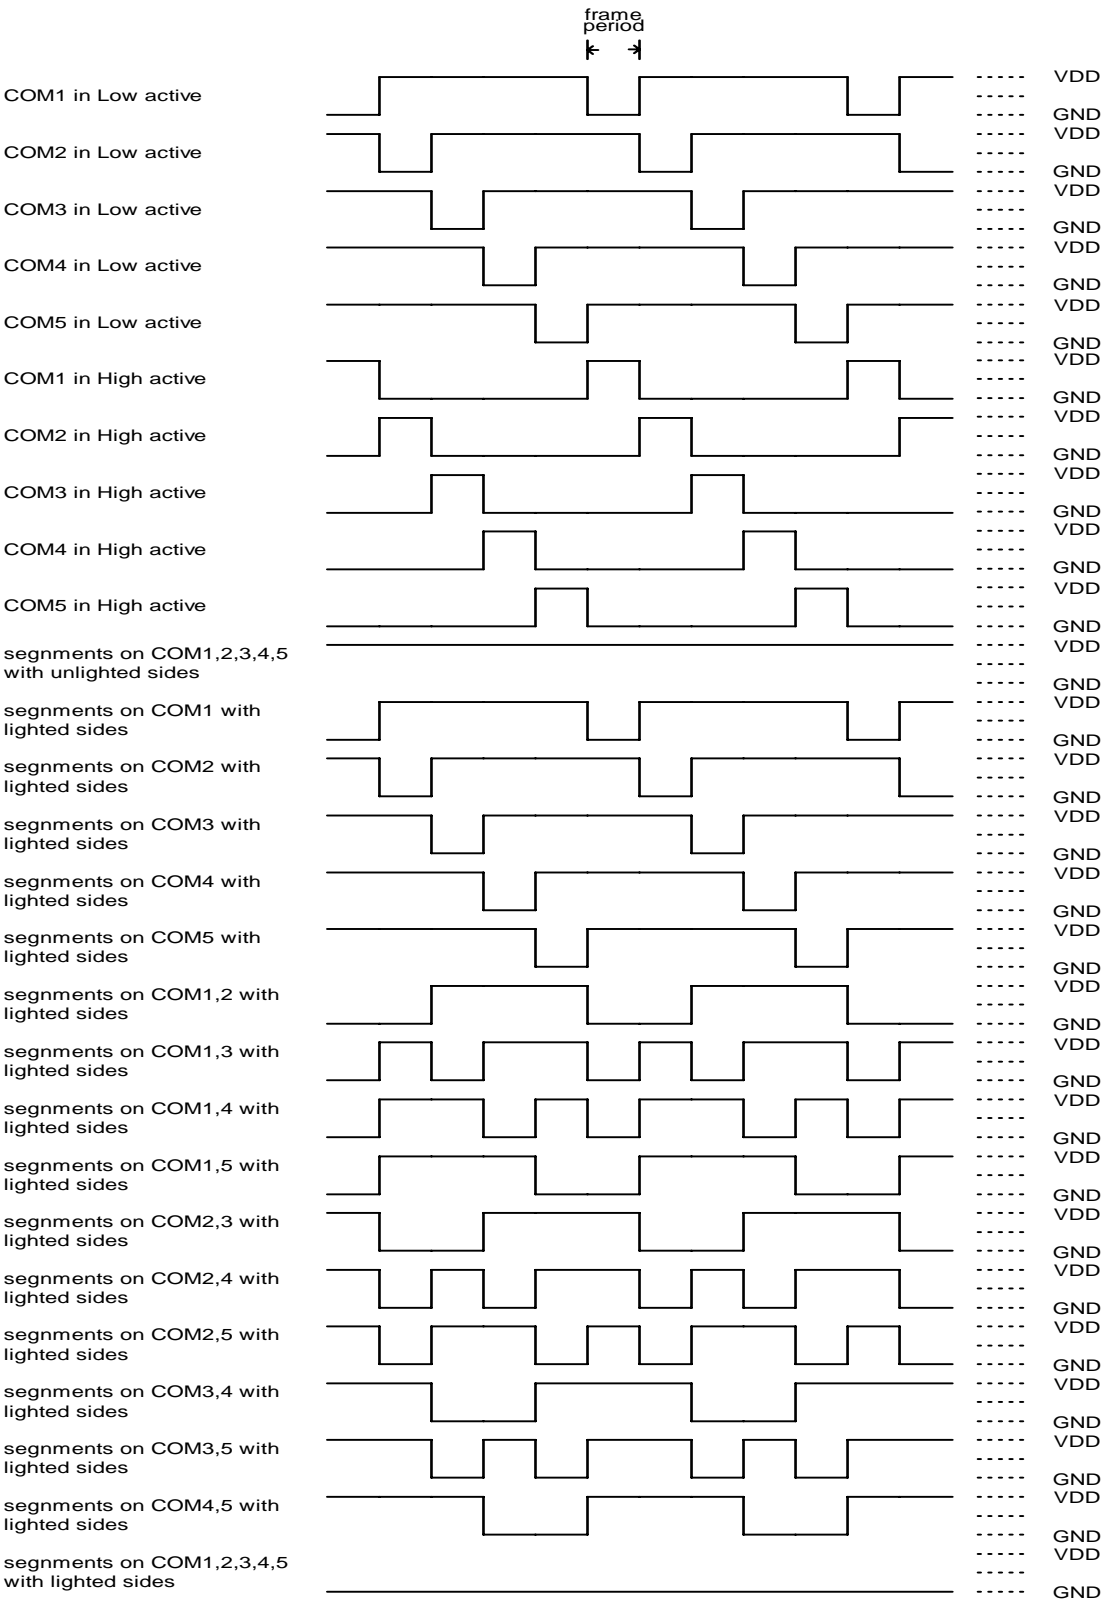 frame
period
COM1 in Low active
VDD
GND
COM2 in Low active
VDD
GND
COM3 in Low active
VDD
GND
COM4 in Low active
VDD
GND
COM5 in Low active
VDD
GND
COM1 in High active
VDD
GND
COM2 in High active
VDD
GND
COM3 in High active
VDD
GND
COM4 in High active
VDD
GND
COM5 in High active
VDD
GND
segnments on COM1,2,3,4,5
with unlighted sides
VDD
GND
segnments on COM1 with
lighted sides
VDD
GND
segnments on COM2 with
lighted sides
VDD
GND
segnments on COM3 with
lighted sides
VDD
GND
segnments on COM4 with
lighted sides
VDD
GND
segnments on COM5 with
lighted sides
VDD
GND
segnments on COM1,2 with
lighted sides
VDD
GND
segnments on COM1,3 with
lighted sides
VDD
GND
segnments on COM1,4 with
lighted sides
VDD
GND
segnments on COM1,5 with
lighted sides
VDD
GND
segnments on COM2,3 with
lighted sides
VDD
GND
segnments on COM2,4 with
lighted sides
VDD
GND
segnments on COM2,5 with
lighted sides
VDD
GND
segnments on COM3,4 with
lighted sides
VDD
GND
segnments on COM3,5 with
lighted sides
VDD
GND
segnments on COM4,5 with
lighted sides
VDD
GND
segnments on COM1,2,3,4,5
with lighted sides
VDD
GND